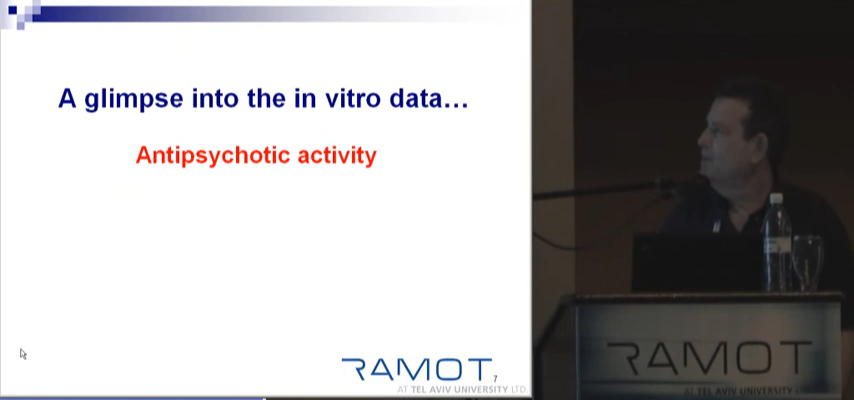 A glimpse into the in vitro data...
Antipsychotic activity
RAMOT
7
AT TEL AVIV UNIVERSITY LTD.
RAMOT
AT TEL AVIV UNIVERSITY